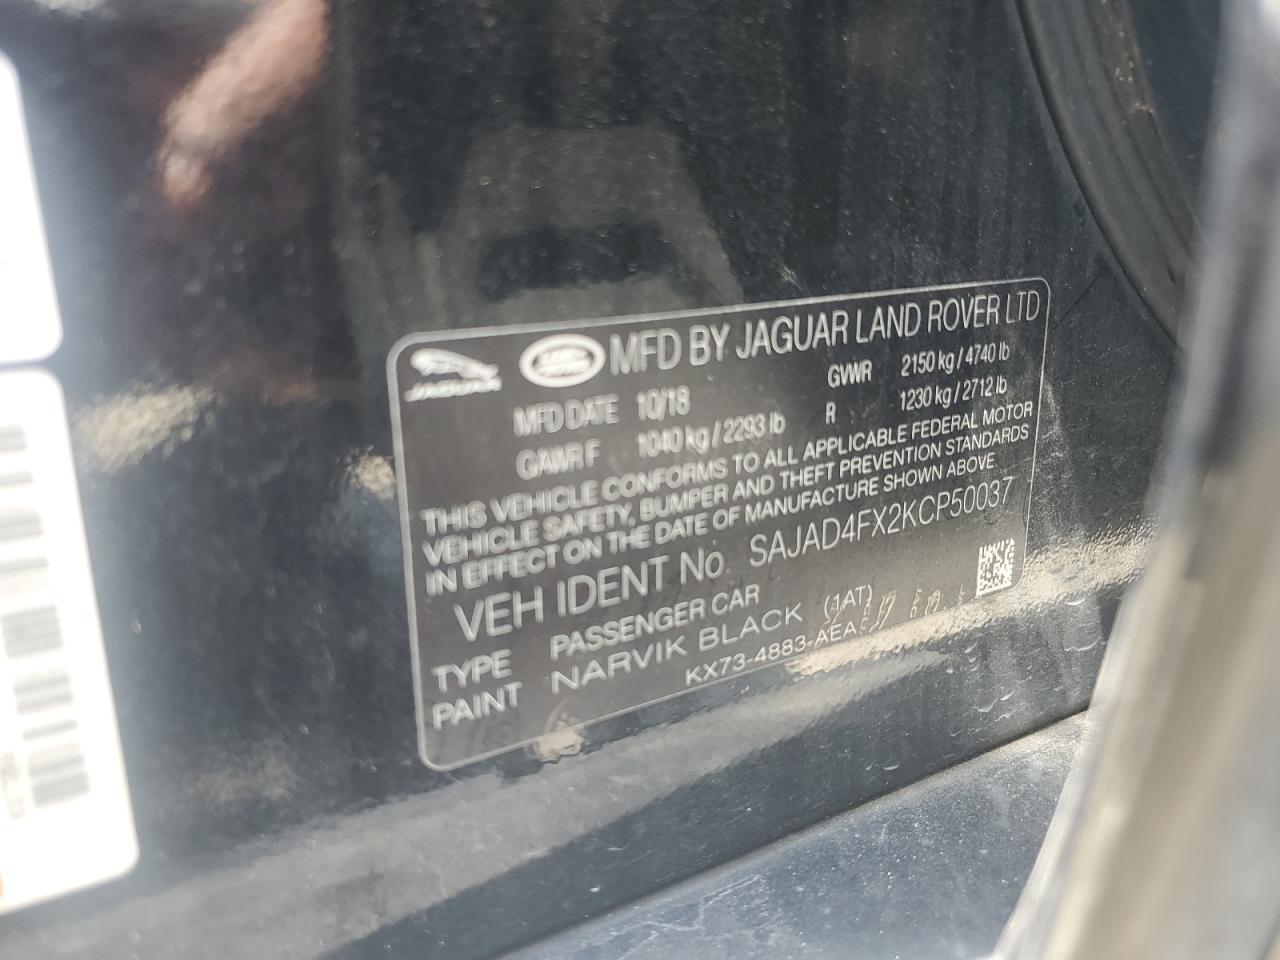 JAGUAR LAND ROVER MFD BY JAGUAR LAND ROVER LTD
MFD DATE 10/18 GVWR 2150 kg / 4740 lb
GAWR F 1040 kg / 2293 lb R 1230 kg / 2712 lb
THIS VEHICLE CONFORMS TO ALL APPLICABLE FEDERAL MOTOR
VEHICLE SAFETY, BUMPER AND THEFT PREVENTION STANDARDS
IN EFFECT ON THE DATE OF MANUFACTURE SHOWN ABOVE.
VEH IDENT No. SAJAD4FX2KCP50037
TYPE PASSENGER CAR
PAINT NARVIK BLACK (1AT)
KX73-4883-AEA